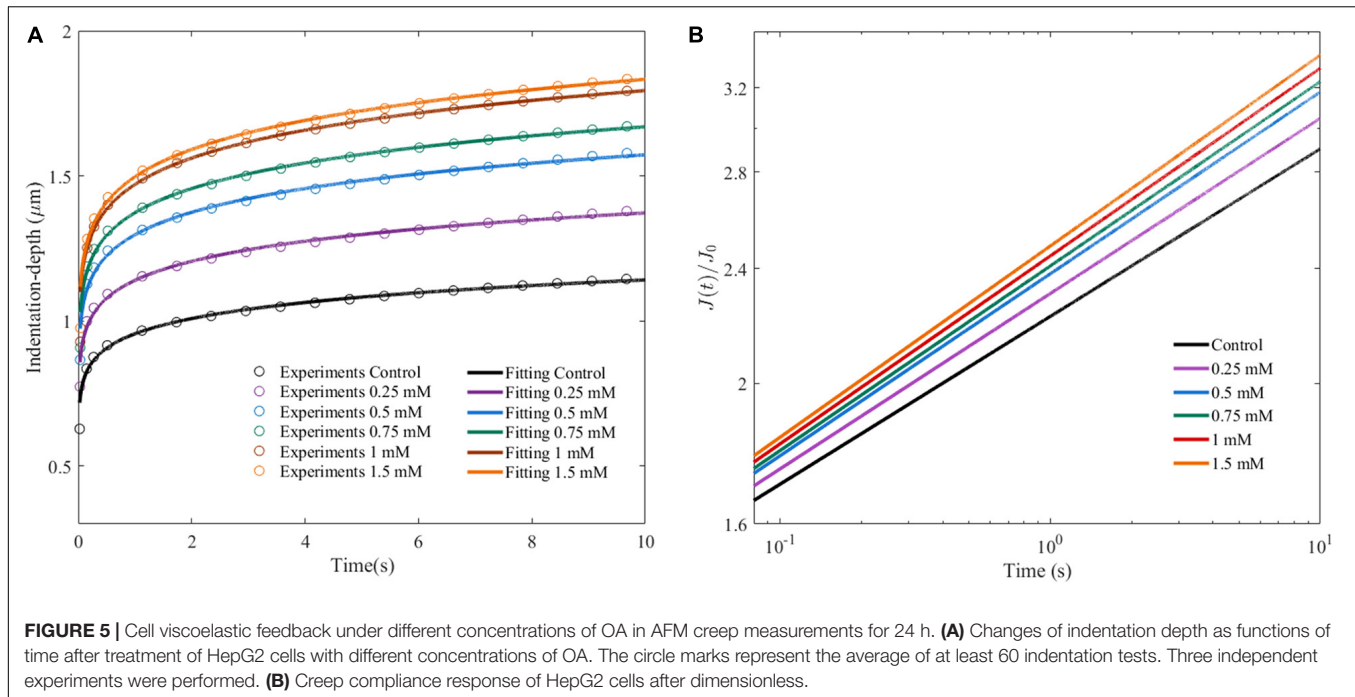 A
2
1.5
1
0.5
Indentation-depth (μm)
0 2 4 6 8 10
Time(s)
Experiments Control
Experiments 0.25 mM
Experiments 0.5 mM
Experiments 0.75 mM
Experiments 1 mM
Experiments 1.5 mM
Fitting Control
Fitting 0.25 mM
Fitting 0.5 mM
Fitting 0.75 mM
Fitting 1 mM
Fitting 1.5 mM
B
3.2
2.8
2.4
2
1.6
J(t)/J₀
10⁻¹ 10⁰ 10¹
Time (s)
Control
0.25 mM
0.5 mM
0.75 mM
1 mM
1.5 mM
FIGURE 5 | Cell viscoelastic feedback under different concentrations of OA in AFM creep measurements for 24 h. (A) Changes of indentation depth as functions of
time after treatment of HepG2 cells with different concentrations of OA. The circle marks represent the average of at least 60 indentation tests. Three independent
experiments were performed. (B) Creep compliance response of HepG2 cells after dimensionless.